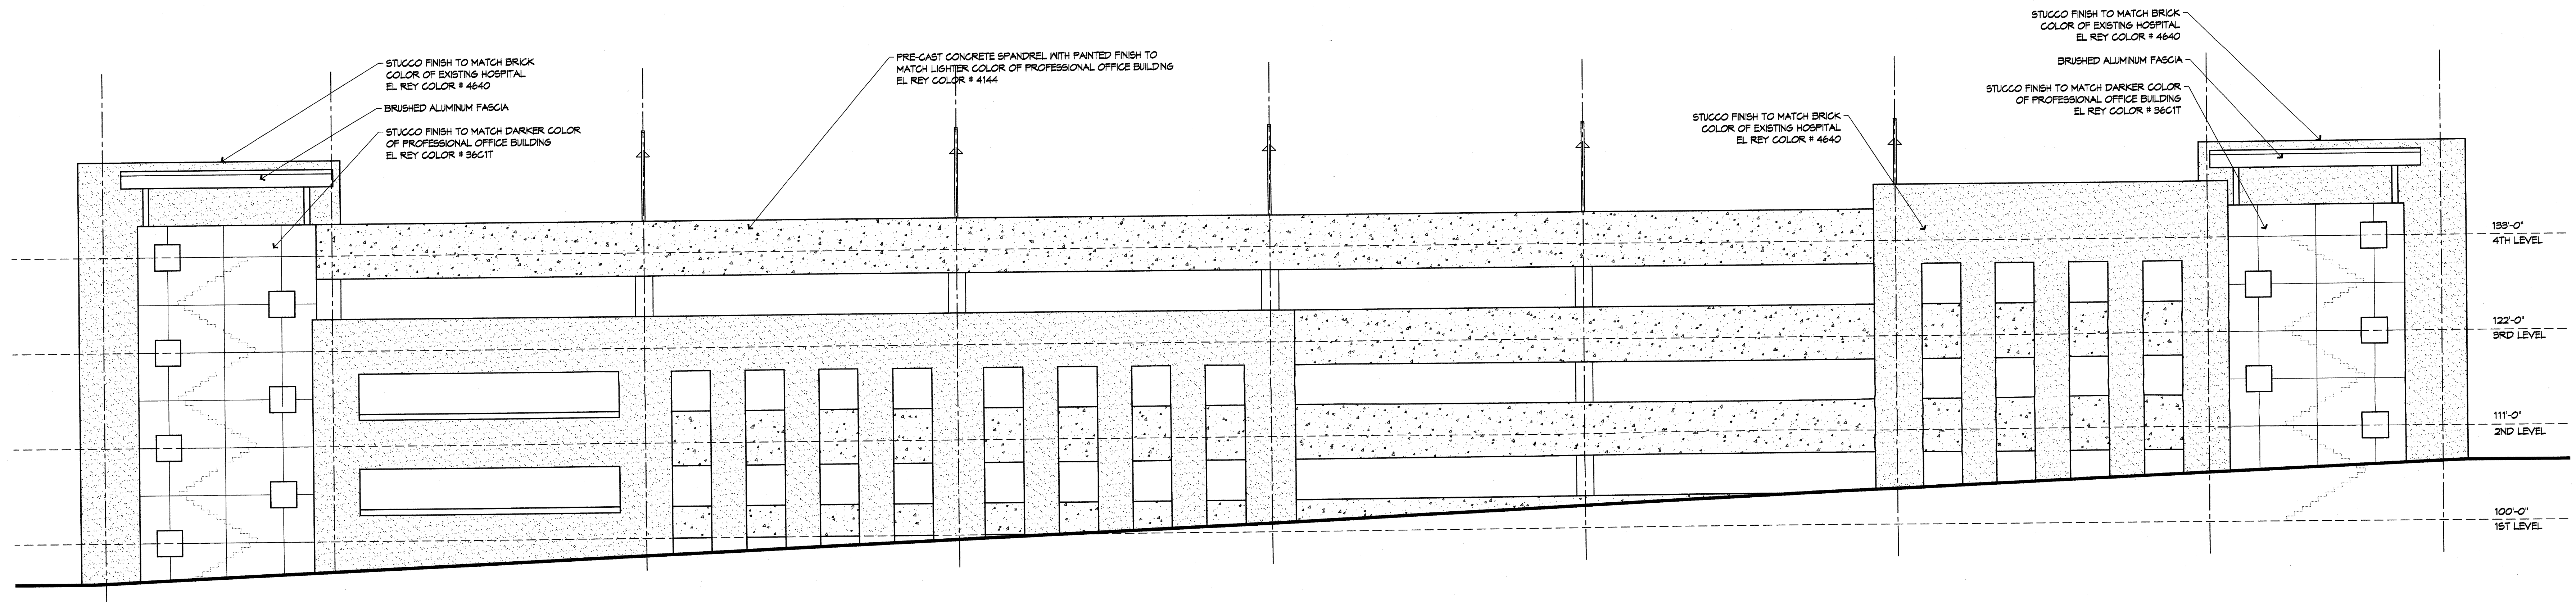 STUCCO FINISH TO MATCH BRICK
COLOR OF EXISTING HOSPITAL
EL REY COLOR # 4640
BRUSHED ALUMINUM FASCIA
STUCCO FINISH TO MATCH DARKER COLOR
OF PROFESSIONAL OFFICE BUILDING
EL REY COLOR # 36C1T
PRE-CAST CONCRETE SPANDREL WITH PAINTED FINISH TO
MATCH LIGHTER COLOR OF PROFESSIONAL OFFICE BUILDING
EL REY COLOR # 4144
STUCCO FINISH TO MATCH BRICK
COLOR OF EXISTING HOSPITAL
EL REY COLOR # 4640
STUCCO FINISH TO MATCH BRICK
COLOR OF EXISTING HOSPITAL
EL REY COLOR # 4640
BRUSHED ALUMINUM FASCIA
STUCCO FINISH TO MATCH DARKER COLOR
OF PROFESSIONAL OFFICE BUILDING
EL REY COLOR # 36C1T
133'-0"
4TH LEVEL
122'-0"
3RD LEVEL
111'-0"
2ND LEVEL
100'-0"
1ST LEVEL